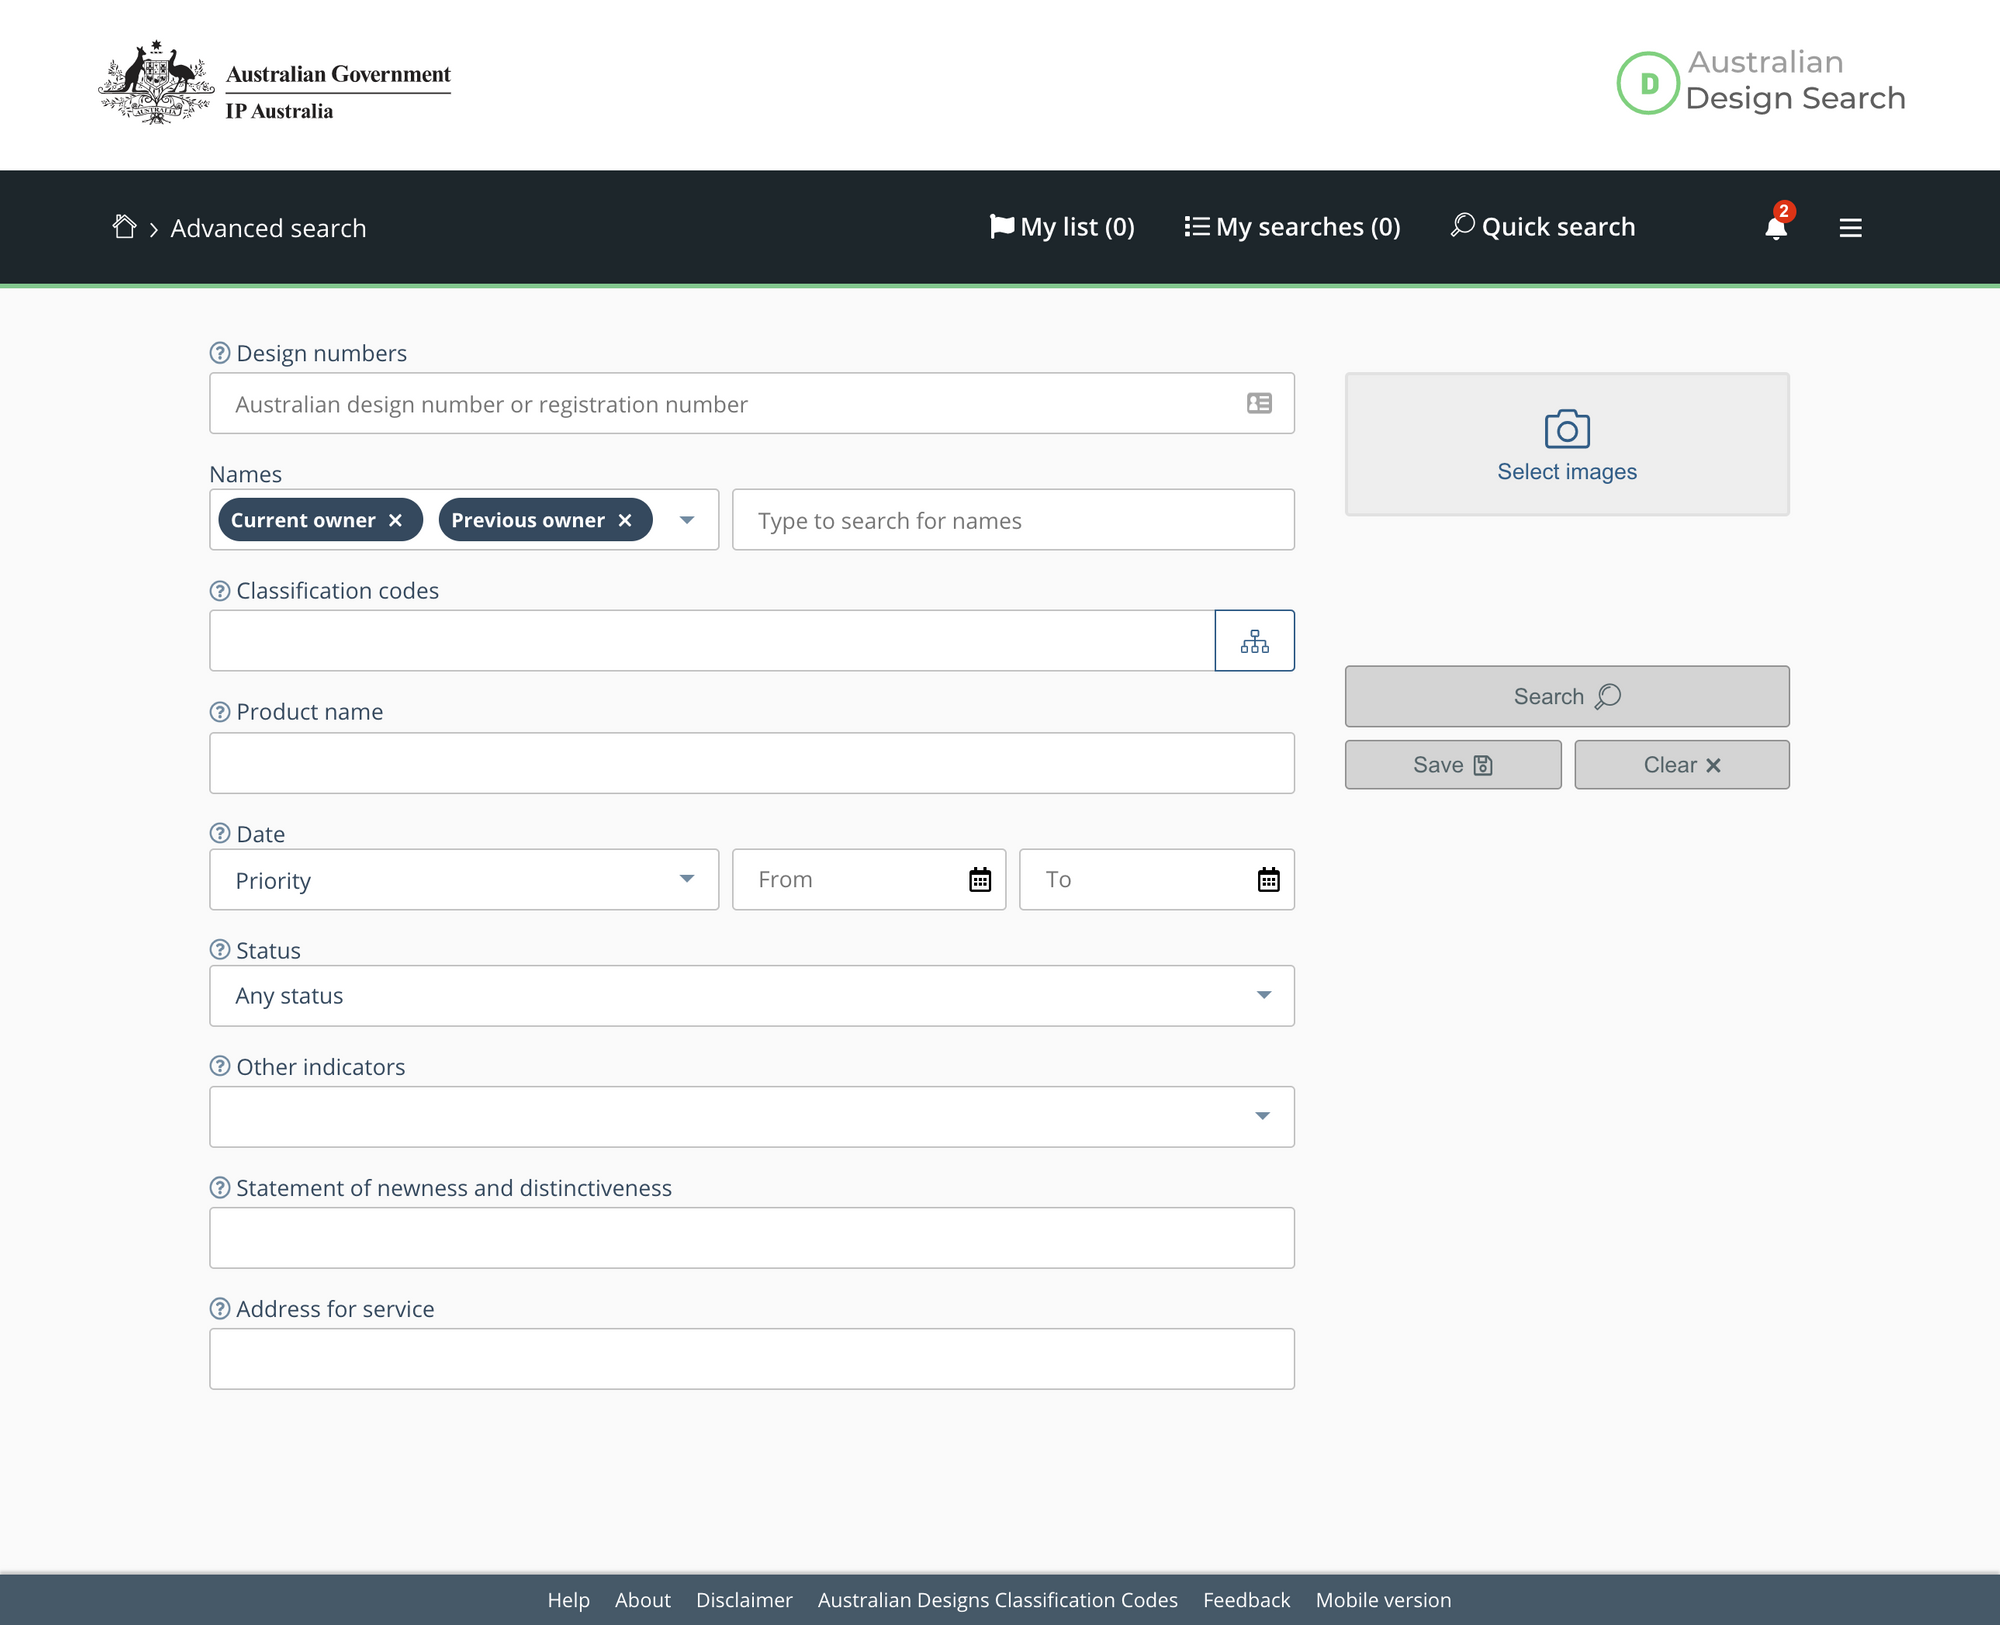 Australian Government
IP Australia
AUSTRALIA
D
Australian
Design Search
Advanced search
My list (0)
My searches (0)
Quick search
2
Design numbers
Australian design number or registration number
Select images
Names
Current owner
Previous owner
Type to search for names
Classification codes
Search
Product name
Save
Clear
Date
Priority
From
To
Status
Any status
Other indicators
Statement of newness and distinctiveness
Address for service
Help About Disclaimer Australian Designs Classification Codes Feedback Mobile version